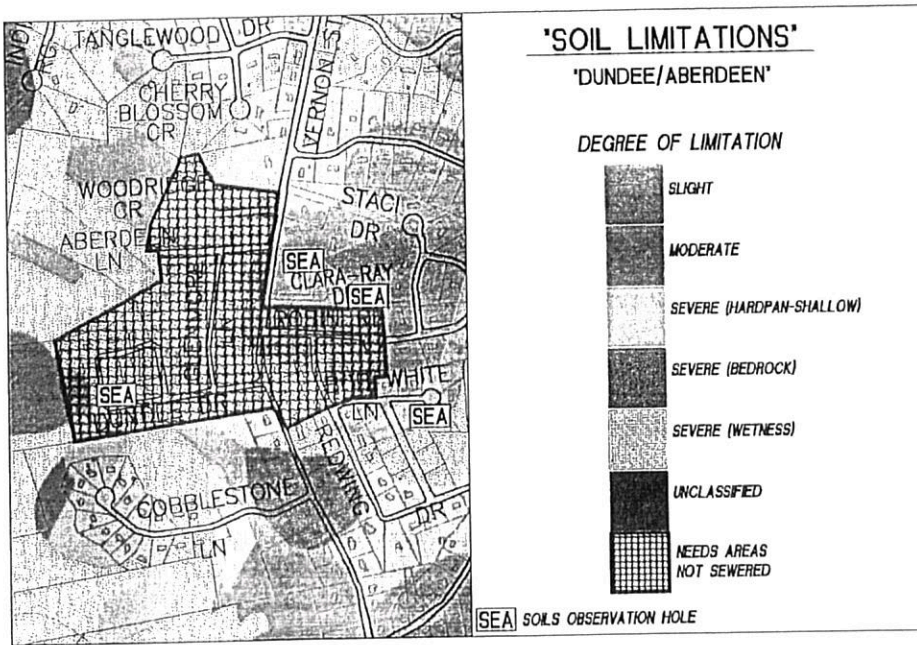 "SOIL LIMITATIONS"
"DUNDEE/ABERDEEN"
DEGREE OF LIMITATION
SLIGHT
MODERATE
SEVERE (HARDPAN-SHALLOW)
SEVERE (BEDROCK)
SEVERE (WETNESS)
UNCLASSIFIED
NEEDS AREAS
NOT SEWERED
SEA SOILS OBSERVATION HOLE
TANGLEWOOD DR
CHERRY
BLOSSOM
CR
VERNON ST
WOODRIDGE
CR
ABERDEEN
LN
STACI
DR
SEA
CLARA-RAY
D SEA
LN
WHITE
LN
SEA
SEA
REDWING
DR
COBBLESTONE
LN